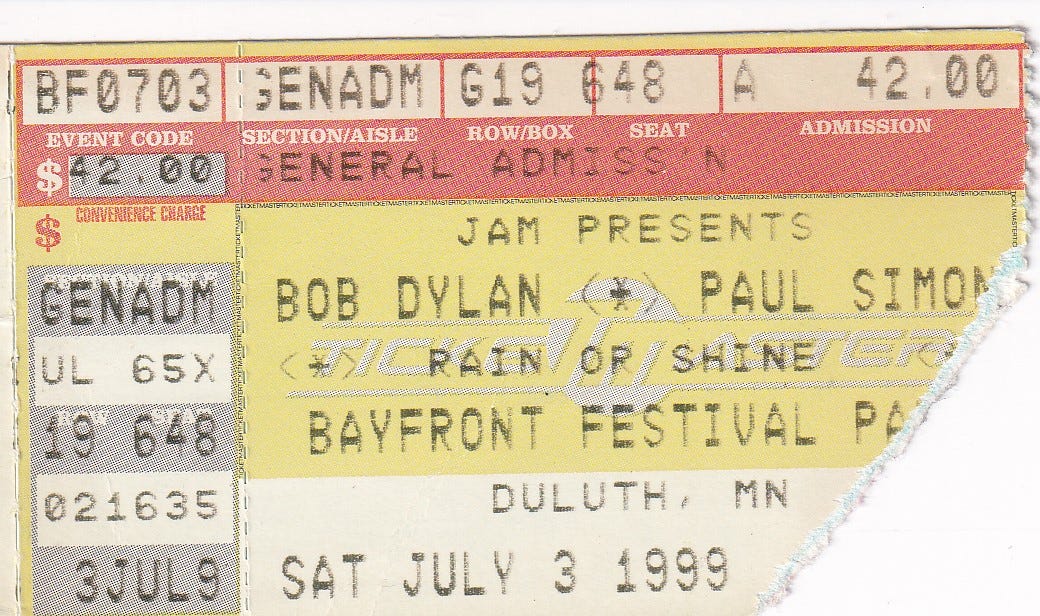 BF0703 GENADM G19 648 A 42.00
EVENT CODE SECTION/AISLE ROW/BOX SEAT ADMISSION
$ 42.00 GENERAL ADMISS'N
$ CONVENIENCE CHARGE
JAM PRESENTS
GENADM BOB DYLAN <*> PAUL SIMON
TICKETMASTER
UL 65X <*> RAIN OR SHINE
19 648 BAYFRONT FESTIVAL PA
021635 DULUTH, MN
3JUL9 SAT JULY 3 1999